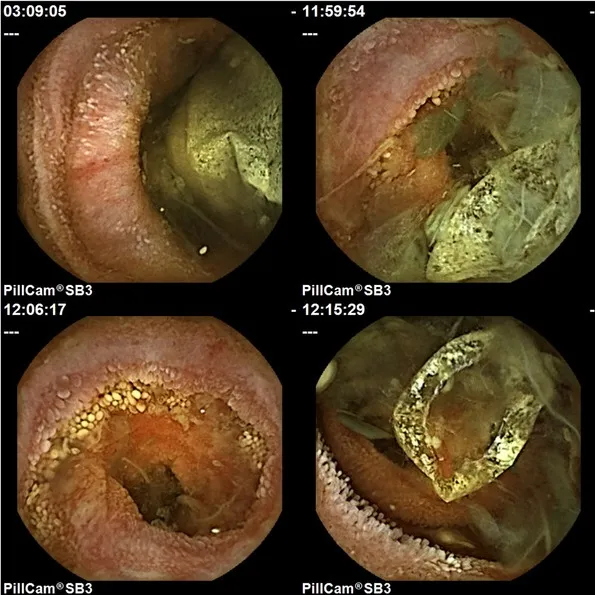 03:09:05
---
- 11:59:54
---
-
PillCam®SB3
PillCam®SB3
12:06:17
---
- 12:15:29
---
-
PillCam®SB3
PillCam®SB3